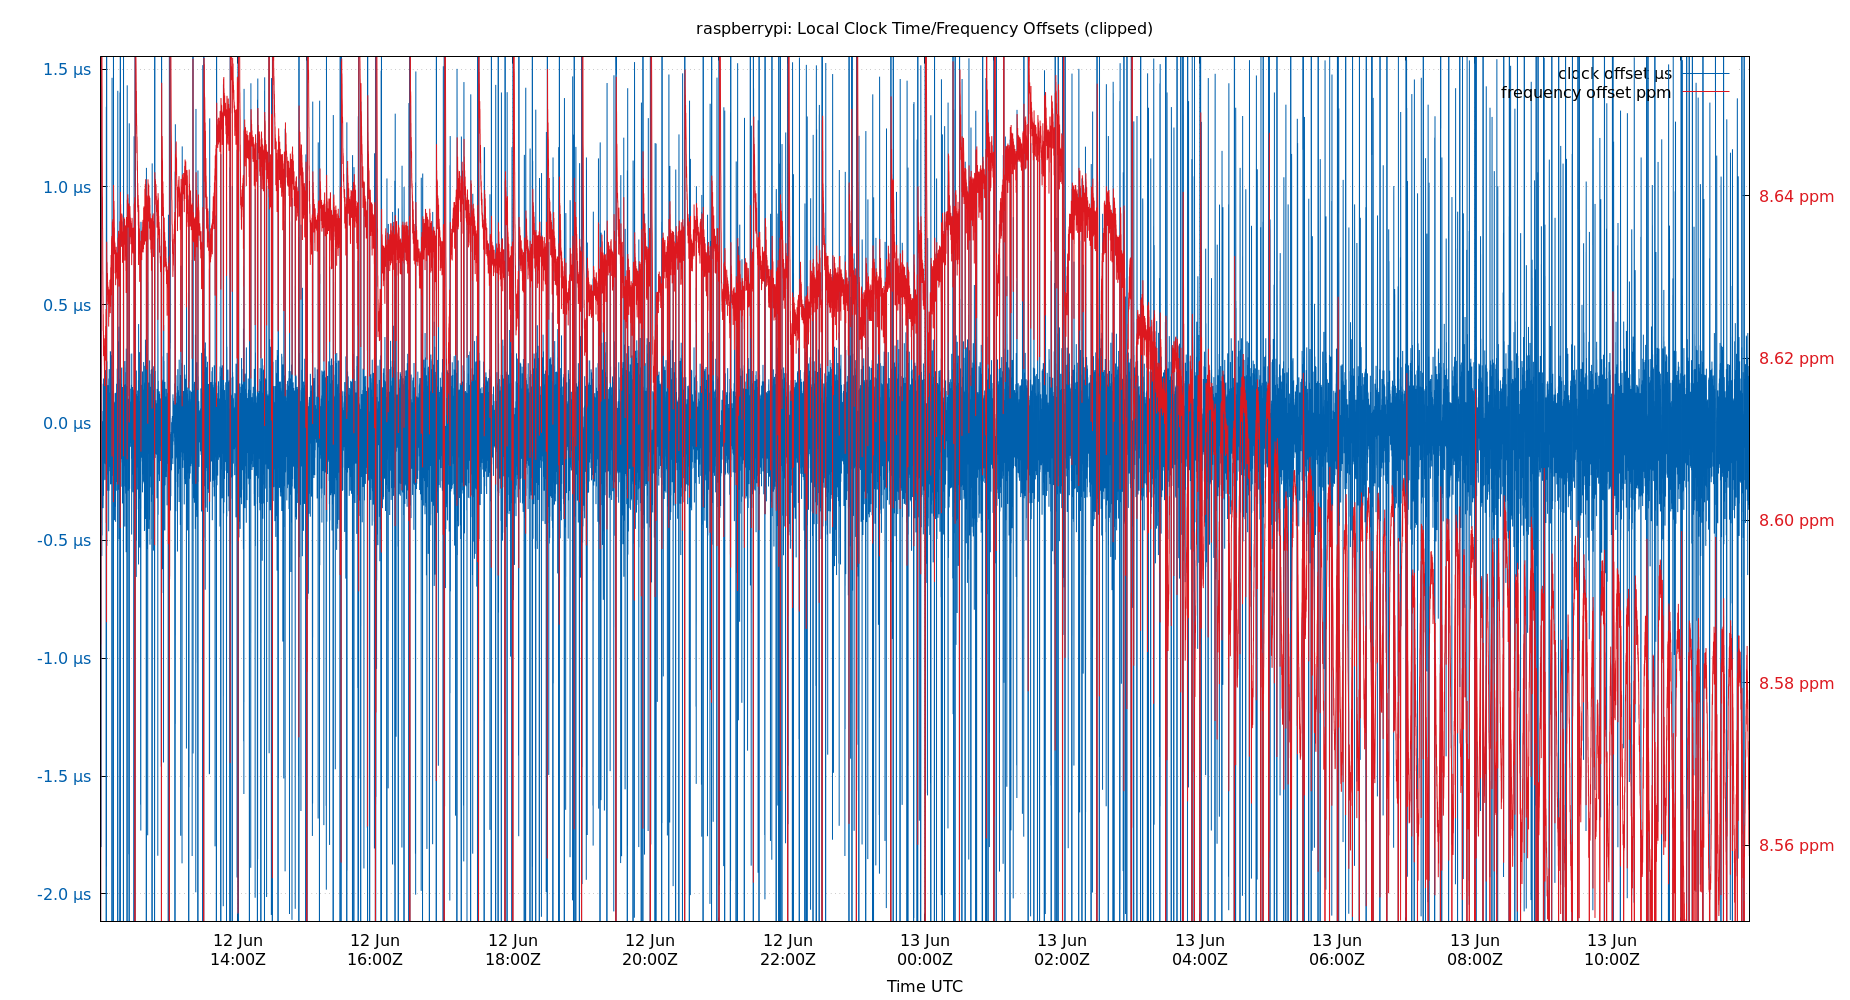 raspberrypi: Local Clock Time/Frequency Offsets (clipped)
clock offset µs
frequency offset ppm
1.5 µs
1.0 µs
0.5 µs
0.0 µs
-0.5 µs
-1.0 µs
-1.5 µs
-2.0 µs
8.64 ppm
8.62 ppm
8.60 ppm
8.58 ppm
8.56 ppm
12 Jun
14:00Z
12 Jun
16:00Z
12 Jun
18:00Z
12 Jun
20:00Z
12 Jun
22:00Z
13 Jun
00:00Z
13 Jun
02:00Z
13 Jun
04:00Z
13 Jun
06:00Z
13 Jun
08:00Z
13 Jun
10:00Z
Time UTC